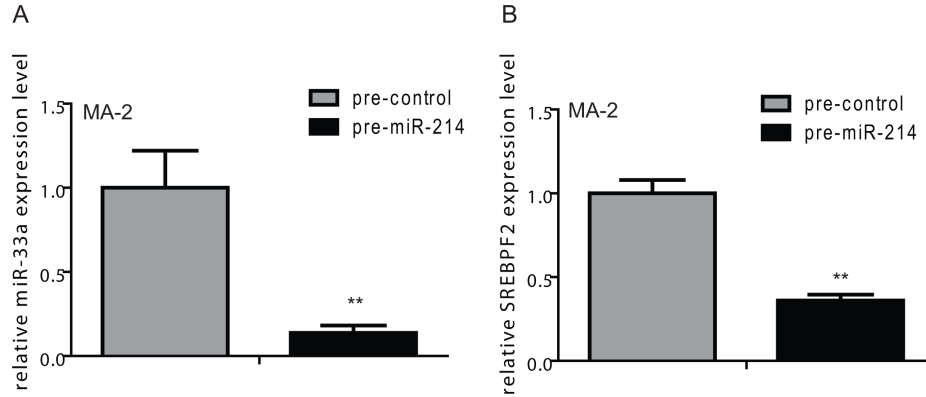 A
relative miR-33a expression level
1.5
1.0
0.5
0.0
MA-2
pre-control
pre-miR-214
**
B
relative SREBPF2 expression level
1.5
1.0
0.5
0.0
MA-2
pre-control
pre-miR-214
**